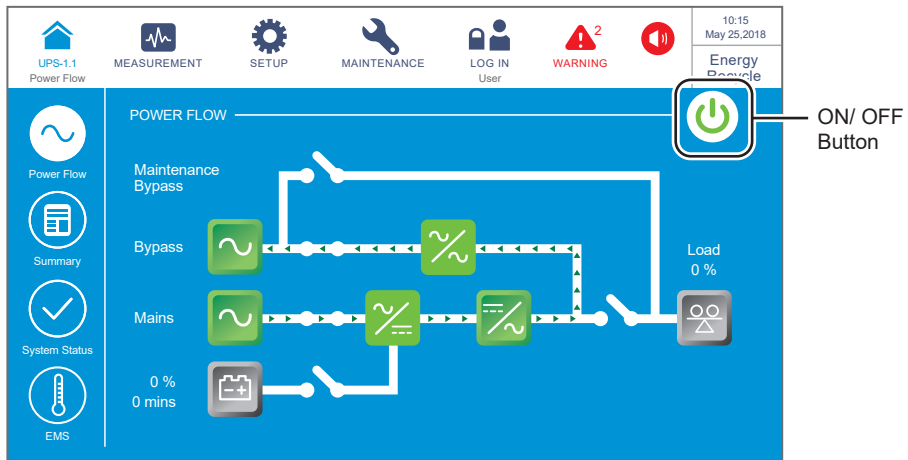 UPS-1.1
Power Flow
MEASUREMENT
SETUP
MAINTENANCE
LOG IN
User
2
WARNING
10:15
May 25,2018
Energy
Recycle
ON/ OFF
Button
POWER FLOW
Power Flow
Summary
System Status
EMS
Maintenance
Bypass
Bypass
Mains
0 %
0 mins
Load
0 %